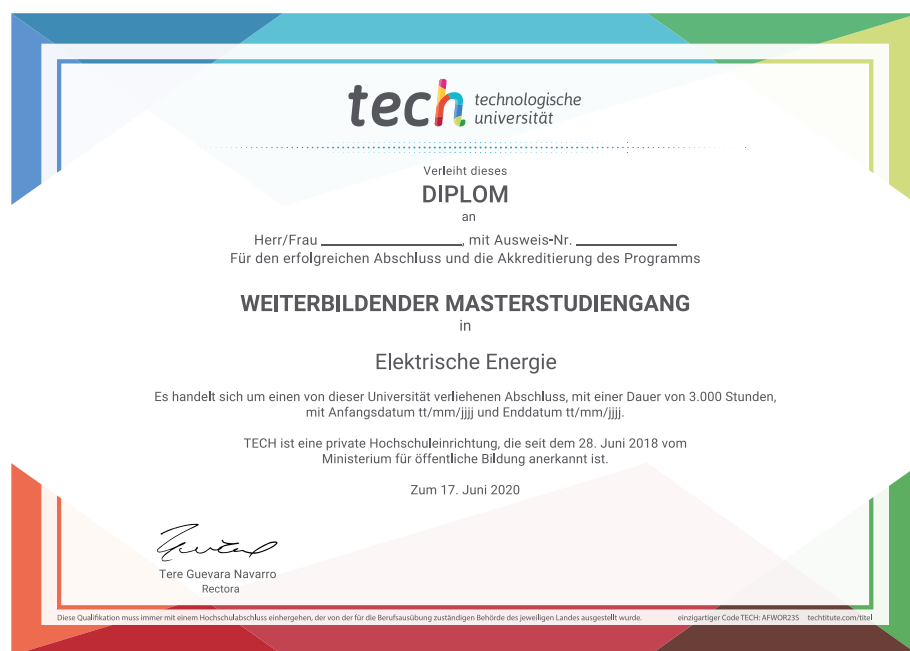 tech technologische
universität
Verleiht dieses
DIPLOM
an
Herr/Frau ____________________, mit Ausweis-Nr. ______________
Für den erfolgreichen Abschluss und die Akkreditierung des Programms
WEITERBILDENDER MASTERSTUDIENGANG
in
Elektrische Energie
Es handelt sich um einen von dieser Universität verliehenen Abschluss, mit einer Dauer von 3.000 Stunden,
mit Anfangsdatum tt/mm/jjjj und Enddatum tt/mm/jjjj.
TECH ist eine private Hochschuleinrichtung, die seit dem 28. Juni 2018 vom
Ministerium für öffentliche Bildung anerkannt ist.
Zum 17. Juni 2020
Tere Guevara Navarro
Rectora
Diese Qualifikation muss immer mit einem Hochschulabschluss einhergehen, der von der für die Berufsausübung zuständigen Behörde des jeweiligen Landes ausgestellt wurde. einzigartiger Code TECH: AFWOR23S techtitute.com/titel